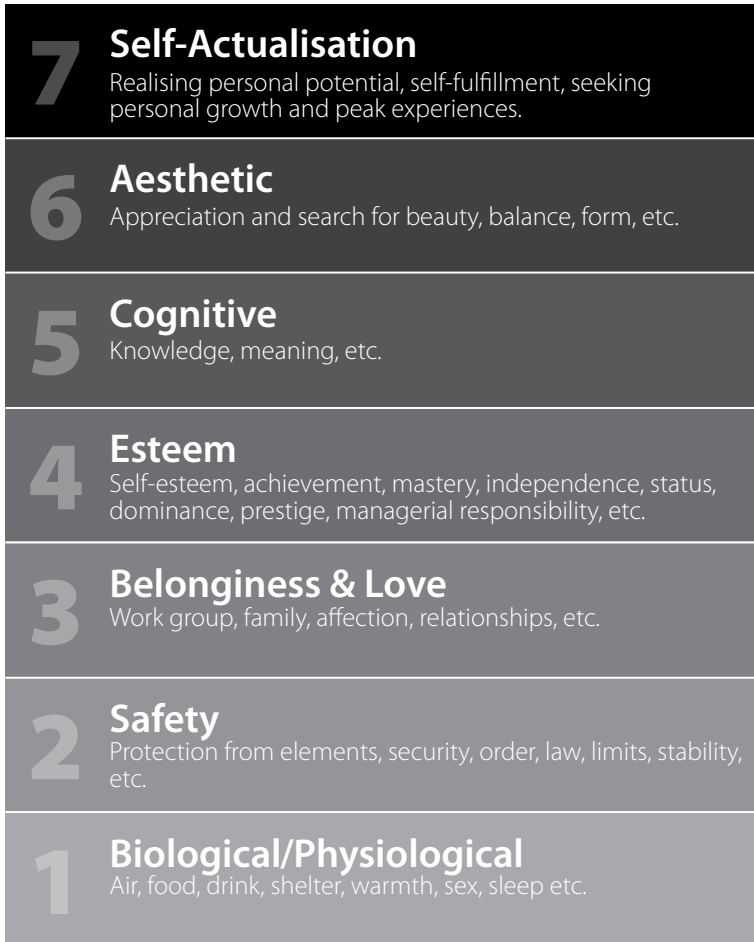 7
Self-Actualisation
Realising personal potential, self-fulfillment, seeking
personal growth and peak experiences.
6
Aesthetic
Appreciation and search for beauty, balance, form, etc.
5
Cognitive
Knowledge, meaning, etc.
4
Esteem
Self-esteem, achievement, mastery, independence, status,
dominance, prestige, managerial responsibility, etc.
3
Belonginess & Love
Work group, family, affection, relationships, etc.
2
Safety
Protection from elements, security, order, law, limits, stability,
etc.
1
Biological/Physiological
Air, food, drink, shelter, warmth, sex, sleep etc.